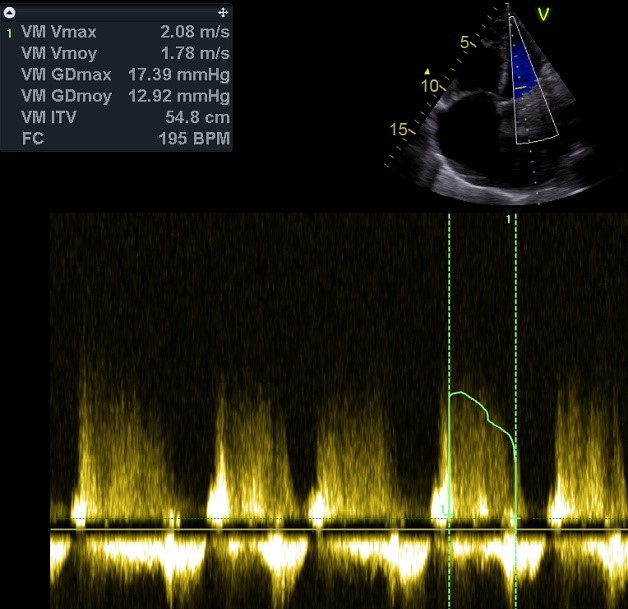 1 VM Vmax 2.08 m/s
VM Vmoy 1.78 m/s
VM GDmax 17.39 mmHg
VM GDmoy 12.92 mmHg
VM ITV 54.8 cm
FC 195 BPM
V
5
10
15
1
1